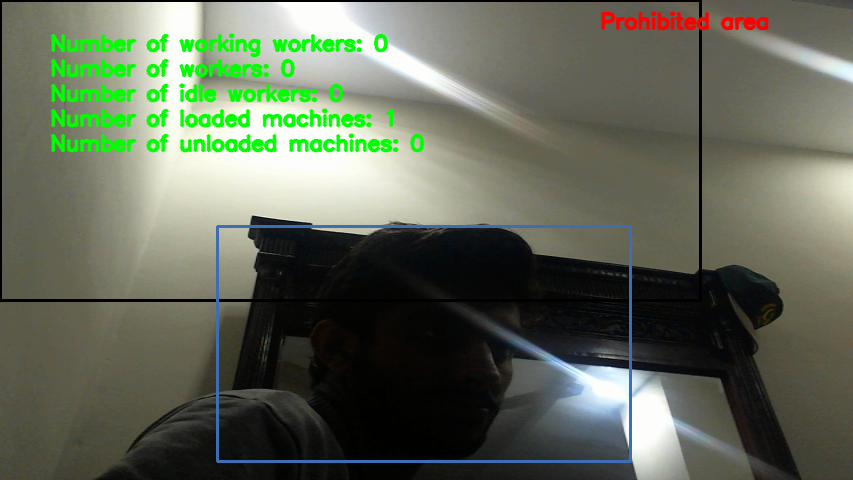 Prohibited area
Number of working workers: 0
Number of workers: 0
Number of idle workers: 0
Number of loaded machines: 1
Number of unloaded machines: 0